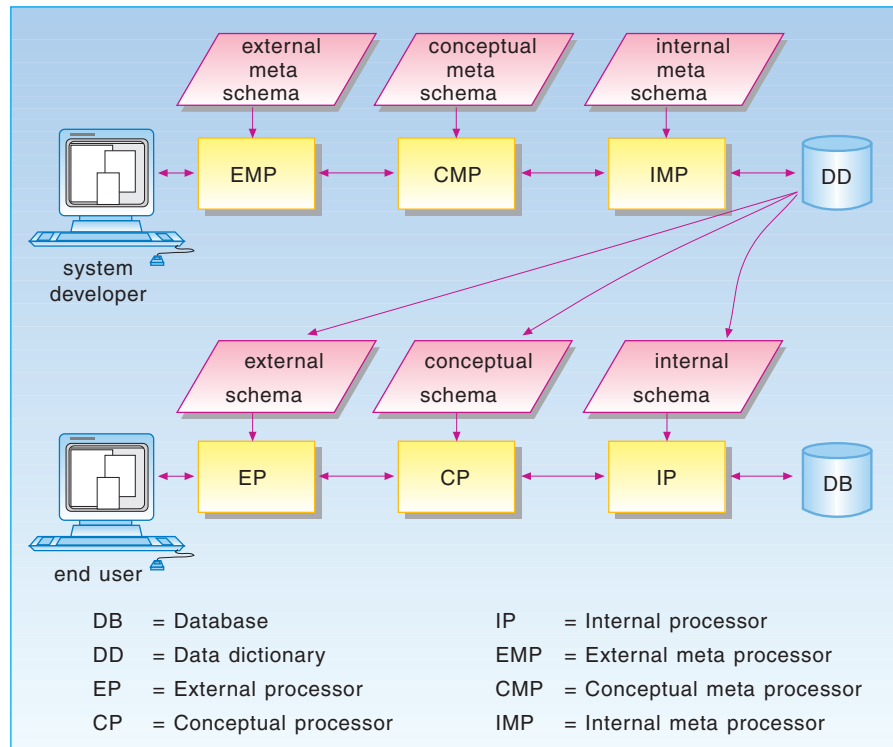 external
meta
schema
conceptual
meta
schema
internal
meta
schema
EMP
CMP
IMP
DD
system
developer
external
schema
conceptual
schema
internal
schema
EP
CP
IP
DB
end user
DB = Database
DD = Data dictionary
EP = External processor
CP = Conceptual processor
IP = Internal processor
EMP = External meta processor
CMP = Conceptual meta processor
IMP = Internal meta processor